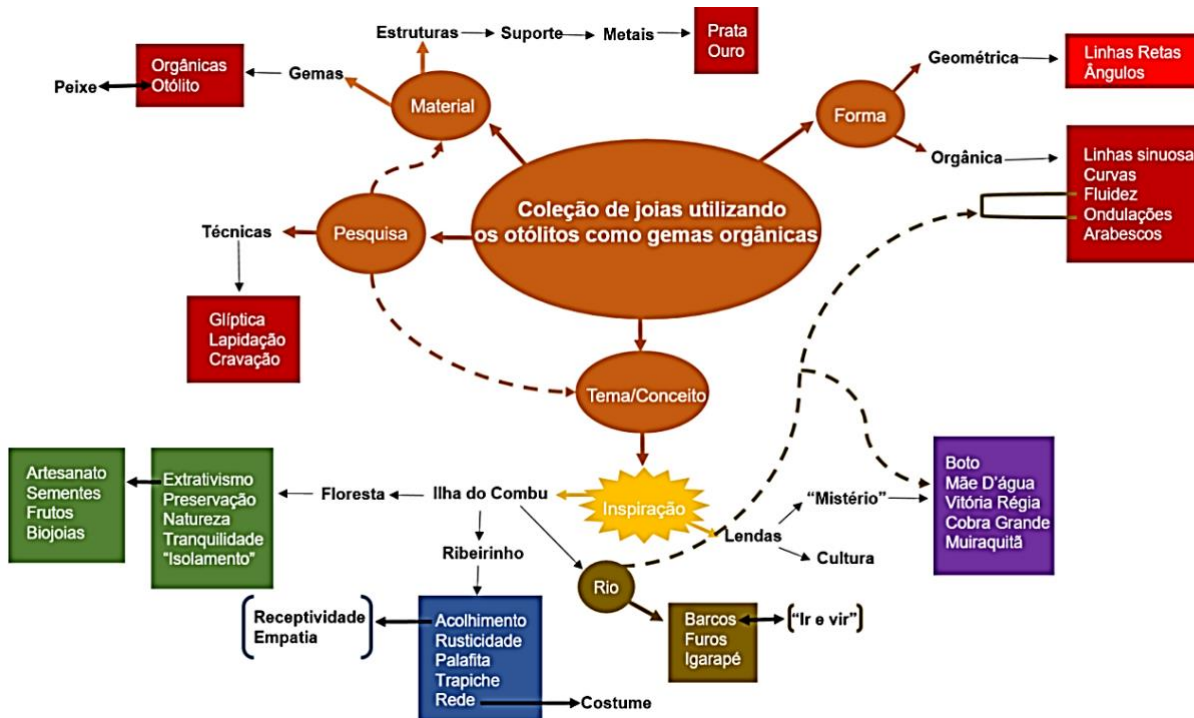 Estruturas
Suporte
Metais
Prata
Ouro
Peixe
Orgânicas
Otólito
Gemas
Material
Geométrica
Linhas Retas
Ângulos
Forma
Orgânica
Linhas sinuosa
Curvas
Fluidez
Ondulações
Arabescos
Coleção de joias utilizando
os otólitos como gemas orgânicas
Técnicas
Pesquisa
Glíptica
Lapidação
Cravação
Tema/Conceito
Inspiração
Artesanato
Sementes
Frutos
Biojoias
Extrativismo
Preservação
Natureza
Tranquilidade
"Isolamento"
Floresta
Ilha do Combu
Ribeirinho
Lendas
“Mistério”
Cultura
Boto
Mãe D'água
Vitória Régia
Cobra Grande
Muiraquitã
Rio
Receptividade
Empatia
Acolhimento
Rusticidade
Palafita
Trapiche
Rede
Costume
Barcos
Furos
Igarapé
{“Ir e vir”}